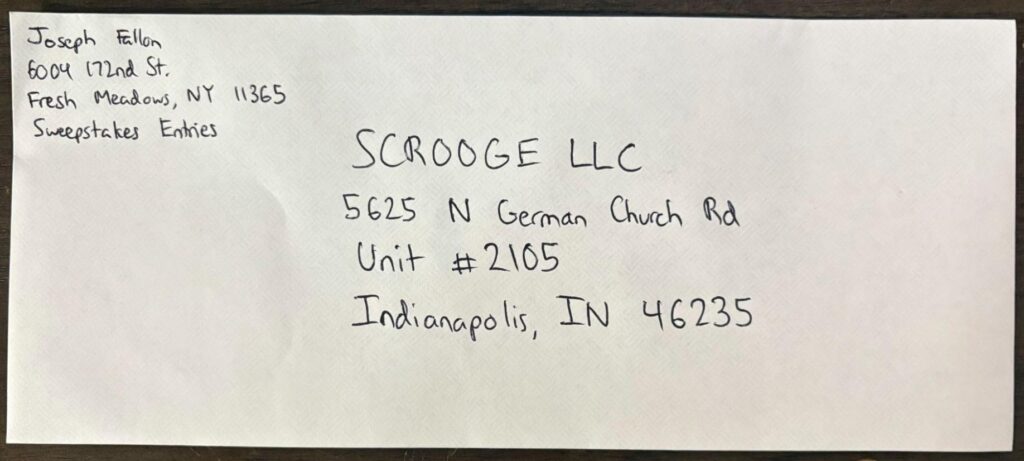 Joseph Fallon
6004 172nd St.
Fresh Meadows, NY 11365
Sweepstakes Entries
SCROOGE LLC
5625 N German Church Rd
Unit #2105
Indianapolis, IN 46235